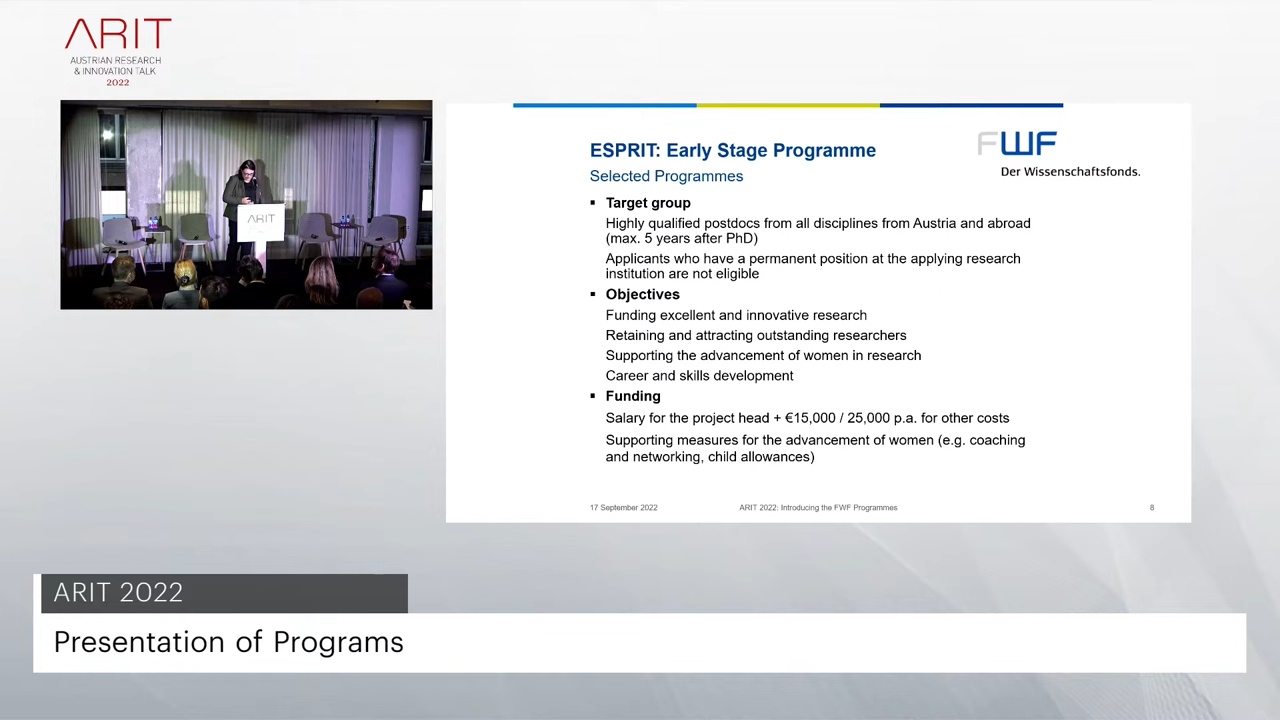 ARIT
AUSTRIAN RESEARCH
& INNOVATION TALK
2022
ARIT
FWF
Der Wissenschaftsfonds.
ESPRIT: Early Stage Programme
Selected Programmes
▪ Target group
Highly qualified postdocs from all disciplines from Austria and abroad
(max. 5 years after PhD)
Applicants who have a permanent position at the applying research
institution are not eligible
▪ Objectives
Funding excellent and innovative research
Retaining and attracting outstanding researchers
Supporting the advancement of women in research
Career and skills development
▪ Funding
Salary for the project head + €15,000 / 25,000 p.a. for other costs
Supporting measures for the advancement of women (e.g. coaching
and networking, child allowances)
17 September 2022 ARIT 2022: Introducing the FWF Programmes 8
ARIT 2022
Presentation of Programs